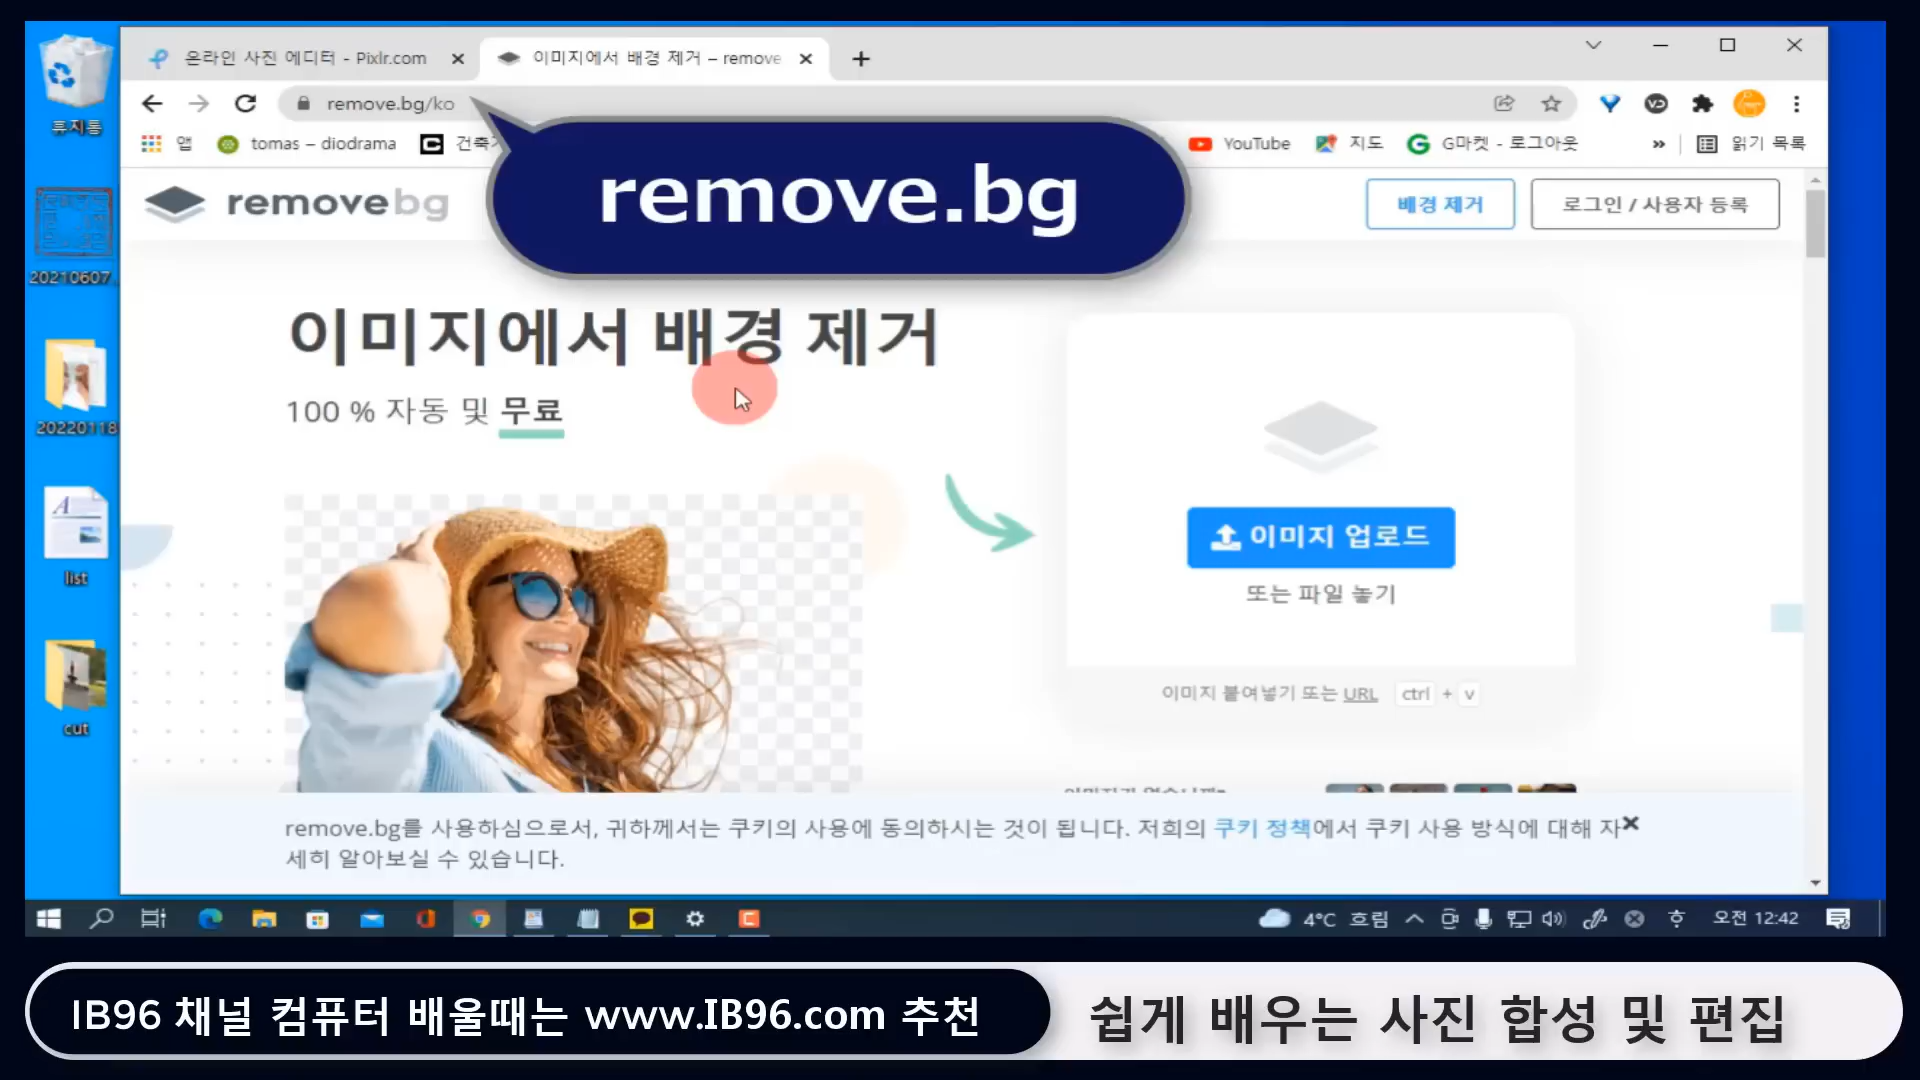 휴지통
20210607
20220118
list
cut
온라인 사진 에디터 - Pixlr.com
이미지에서 배경 제거 – remove
remove.bg/ko
앱
tomas – diodrama
건축
YouTube
지도
G마켓 - 로그아웃
»
읽기 목록
removebg
remove.bg
배경 제거
로그인 / 사용자 등록
이미지에서 배경 제거
100 % 자동 및 무료
이미지 업로드
또는 파일 놓기
이미지 붙여넣기 또는 URL ctrl + v
remove.bg를 사용하심으로서, 귀하께서는 쿠키의 사용에 동의하시는 것이 됩니다. 저희의 쿠키 정책에서 쿠키 사용 방식에 대해 자
세히 알아보실 수 있습니다.
4°C 흐림
오전 12:42
IB96 채널 컴퓨터 배울때는 www.IB96.com 추천
쉽게 배우는 사진 합성 및 편집